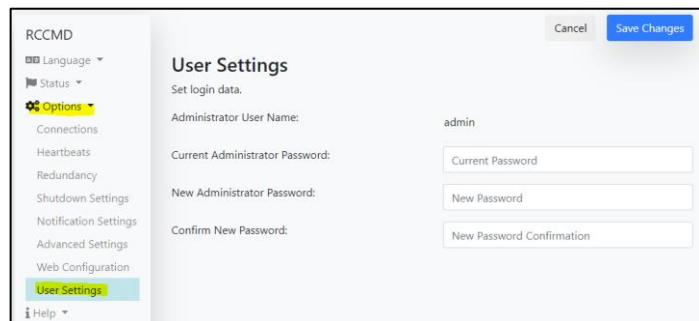 RCCMD
Language
Status
Options
Connections
Heartbeats
Redundancy
Shutdown Settings
Notification Settings
Advanced Settings
Web Configuration
User Settings
Help
Cancel
Save Changes
User Settings
Set login data.
Administrator User Name:
admin
Current Administrator Password:
Current Password
New Administrator Password:
New Password
Confirm New Password:
New Password Confirmation